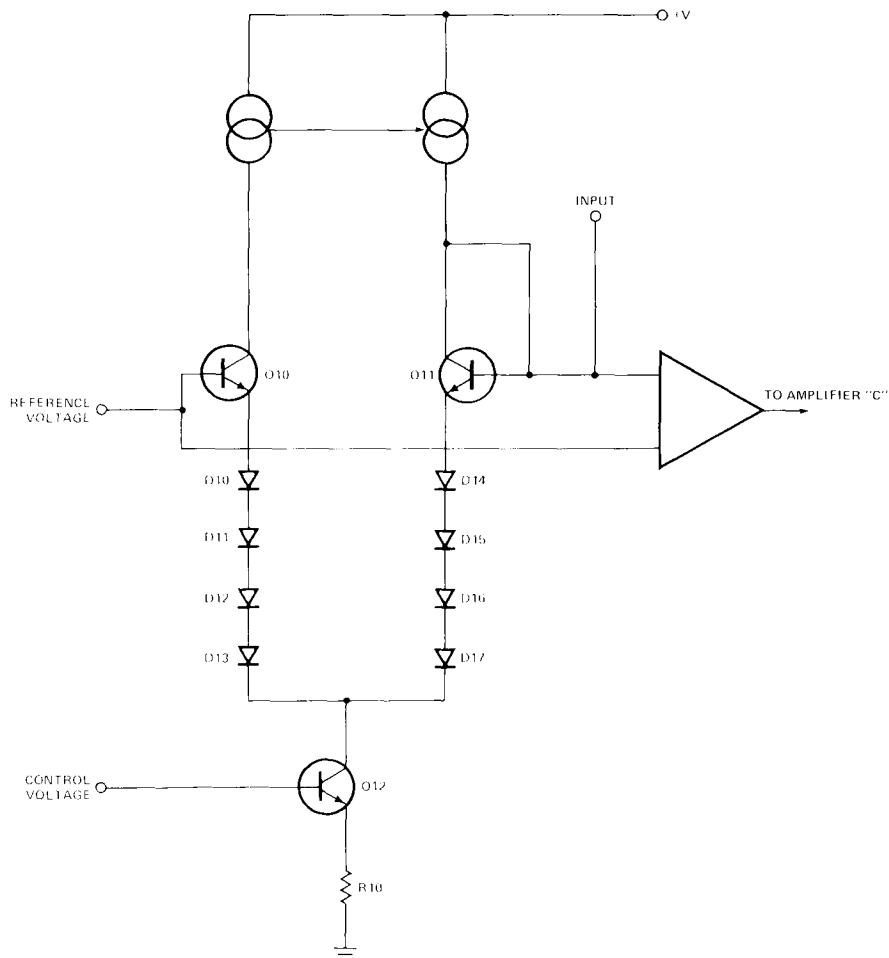 +V
INPUT
Q10
Q11
REFERENCE
VOLTAGE
TO AMPLIFIER "C"
D10
D14
D11
D15
D12
D16
D13
D17
CONTROL
VOLTAGE
Q12
R10